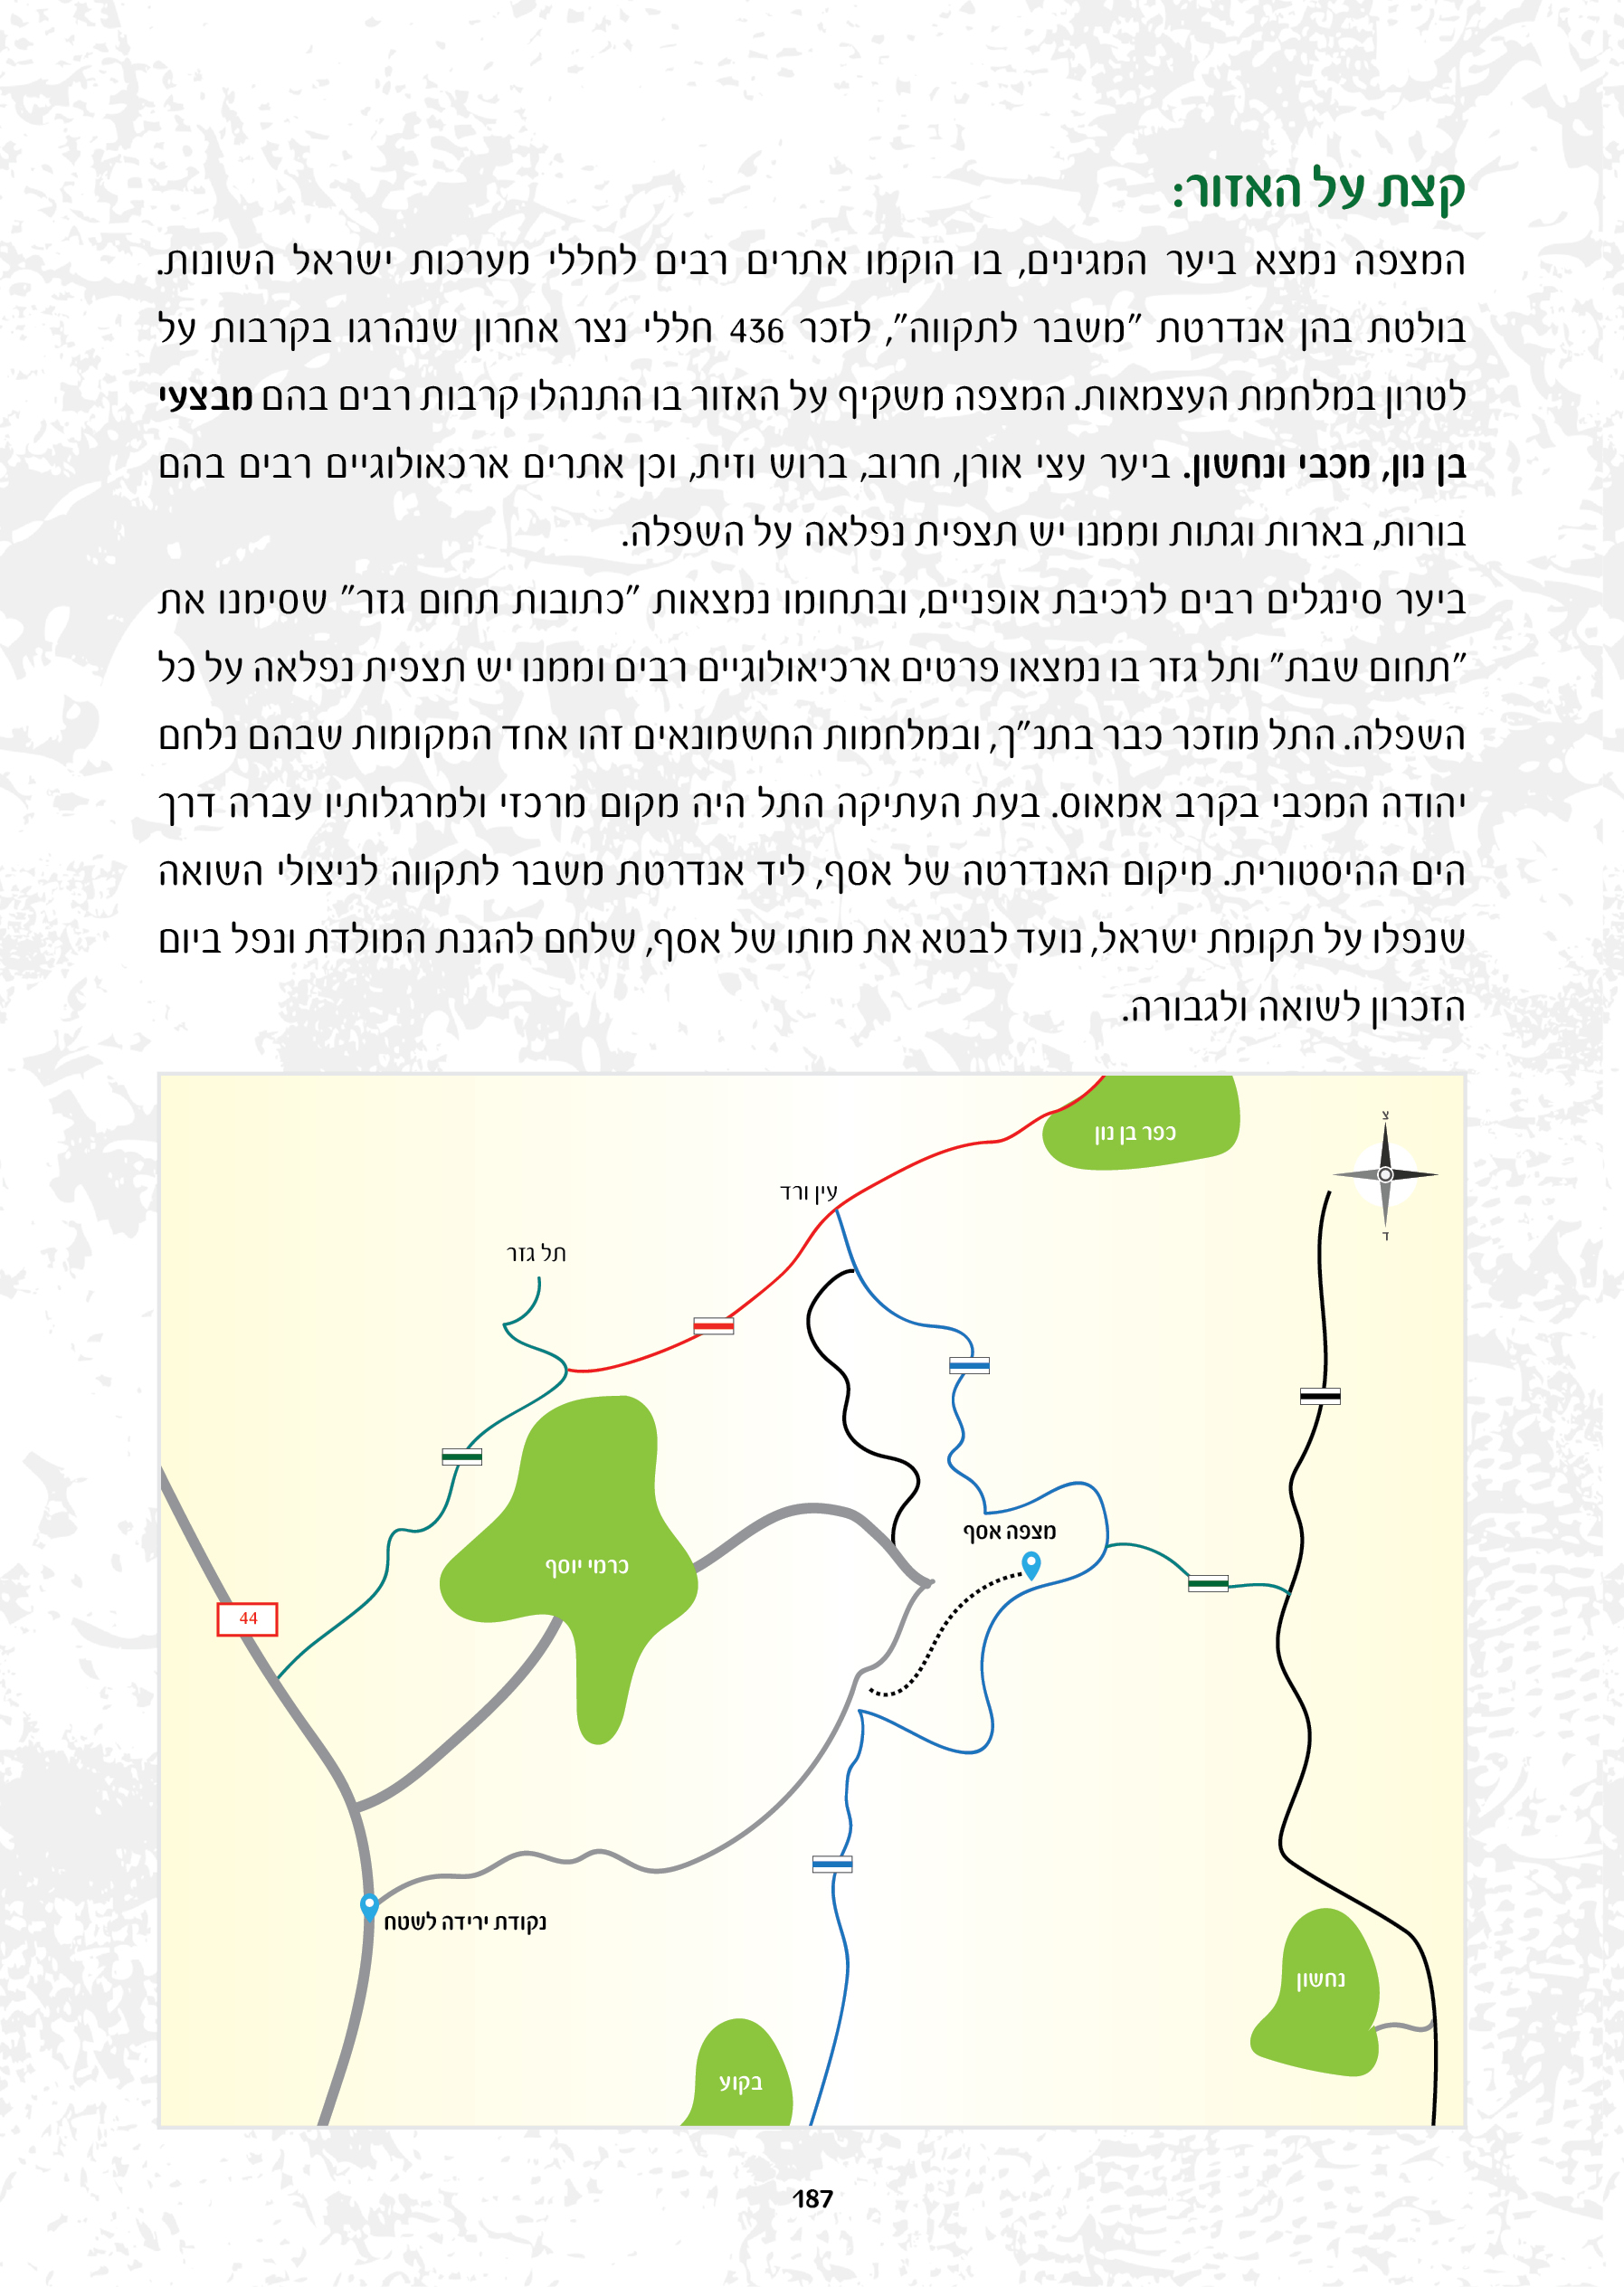 קצת על האזור:
המצפה נמצא ביער המגינים, בו הוקמו אתרים רבים לחללי מערכות ישראל השונות.
בולטת בהן אנדרטת "משבר לתקווה", לזכר 436 חללי נצר אחרון שנהרגו בקרבות על
לטרון במלחמת העצמאות. המצפה משקיף על האזור בו התנהלו קרבות רבים בהם מבצעי
בן נון, מכבי ונחשון. ביער עצי אורן, חרוב, ברוש וזית, וכן אתרים ארכאולוגיים רבים בהם
בורות, בארות וגתות וממנו יש תצפית נפלאה על השפלה.
ביער סינגלים רבים לרכיבת אופניים, ובתחומו נמצאות "כתובות תחום גזר" שסימנו את
"תחום שבת" ותל גזר בו נמצאו פרטים ארכיאולוגיים רבים וממנו יש תצפית נפלאה על כל
השפלה. התל מוזכר כבר בתנ"ך, ובמלחמות החשמונאים זהו אחד המקומות שבהם נלחם
יהודה המכבי בקרב אמאוס. בעת העתיקה התל היה מקום מרכזי ולמרגלותיו עברה דרך
הים ההיסטורית. מיקום האנדרטה של אסף, ליד אנדרטת משבר לתקווה לניצולי השואה
שנפלו על תקומת ישראל, נועד לבטא את מותו של אסף, שלחם להגנת המולדת ונפל ביום
הזכרון לשואה ולגבורה.
צ
כפר בן נון
עין ורד
ד
תל גזר
מצפה אסף
כרמי יוסף
44
נקודת ירידה לשטח
נחשון
בקוע
187